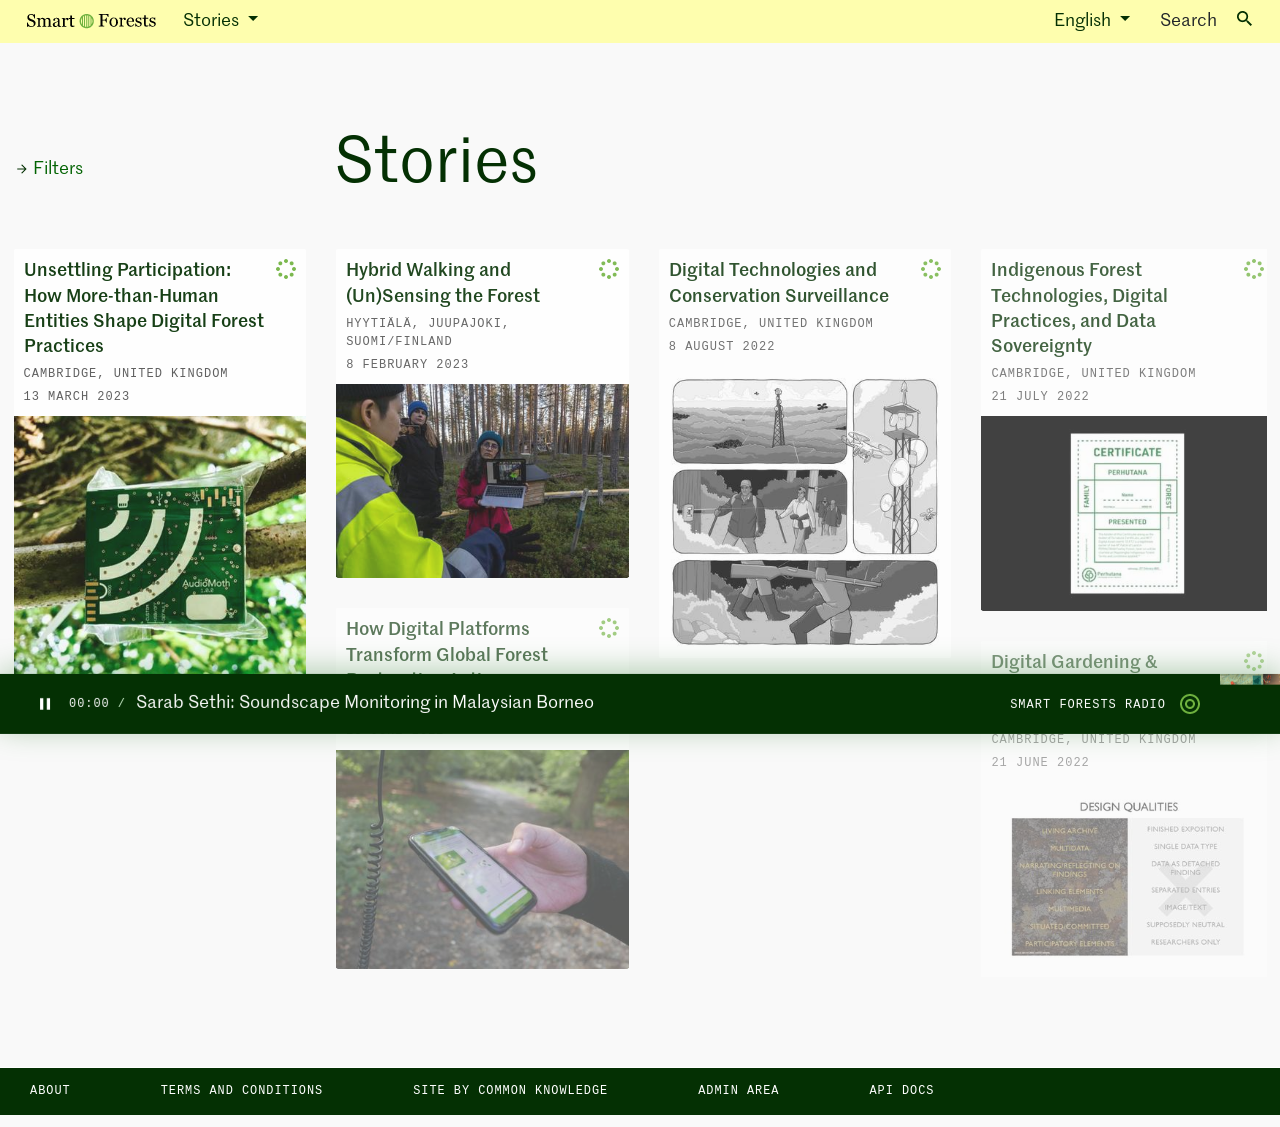 Smart Forests
Stories
English
Search
Filters
Stories
Unsettling Participation:
How More-than-Human
Entities Shape Digital Forest
Practices
CAMBRIDGE, UNITED KINGDOM
13 MARCH 2023
AudioMoth
1.0.0
Hybrid Walking and
(Un)Sensing the Forest
HYYTIÄLÄ, JUUPAJOKI,
SUOMI/FINLAND
8 FEBRUARY 2023
How Digital Platforms
Transform Global Forest
Digital Technologies and
Conservation Surveillance
CAMBRIDGE, UNITED KINGDOM
8 AUGUST 2022
Indigenous Forest
Technologies, Digital
Practices, and Data
Sovereignty
CAMBRIDGE, UNITED KINGDOM
21 JULY 2022
CERTIFICATE
PERHUTANA
FAMILY
Name
FOREST
PRESENTED
Perhutana
Digital Gardening &
00:00 /
Sarab Sethi: Soundscape Monitoring in Malaysian Borneo
SMART FORESTS RADIO
CAMBRIDGE, UNITED KINGDOM
21 JUNE 2022
DESIGN QUALITIES
LIVING ARCHIVE
MULTIDATA
NARRATING/REFLECTING ON
FINDINGS
LINKING ELEMENTS
MULTIMEDIA
SITUATED/COMMITTED
PARTICIPATORY ELEMENTS
FINISHED EXPOSITION
SINGLE DATA TYPE
DATA AS DETACHED
FINDING
SEPARATED ENTRIES
IMAGE/TEXT
SUPPOSEDLY NEUTRAL
RESEARCHERS ONLY
ABOUT
TERMS AND CONDITIONS
SITE BY COMMON KNOWLEDGE
ADMIN AREA
API DOCS